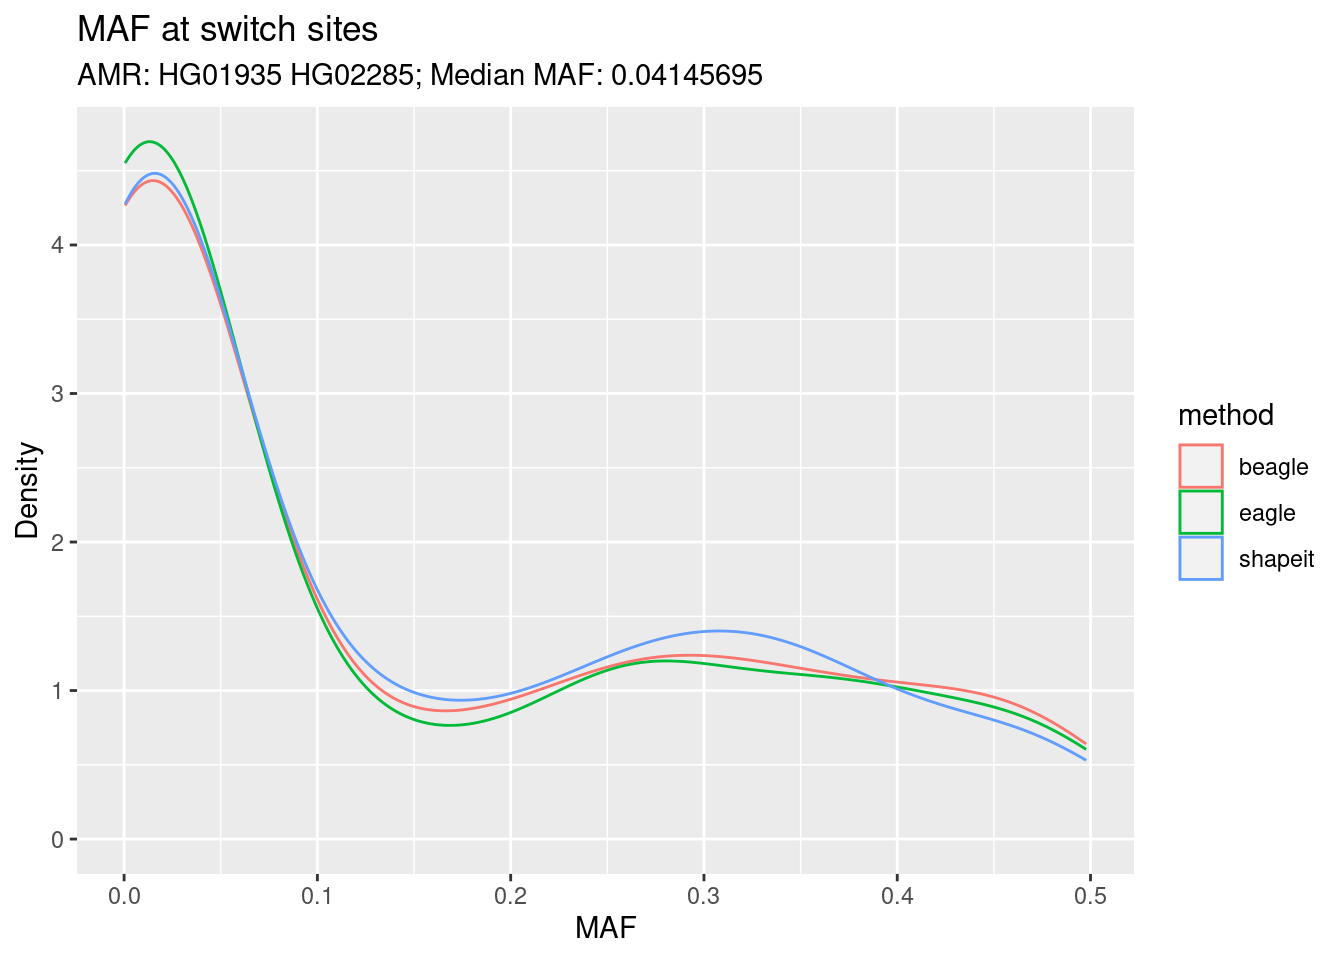 MAF at switch sites
AMR: HG01935 HG02285; Median MAF: 0.04145695
Density
4
3
2
1
0
0.0 0.1 0.2 0.3 0.4 0.5
MAF
method
beagle
eagle
shapeit